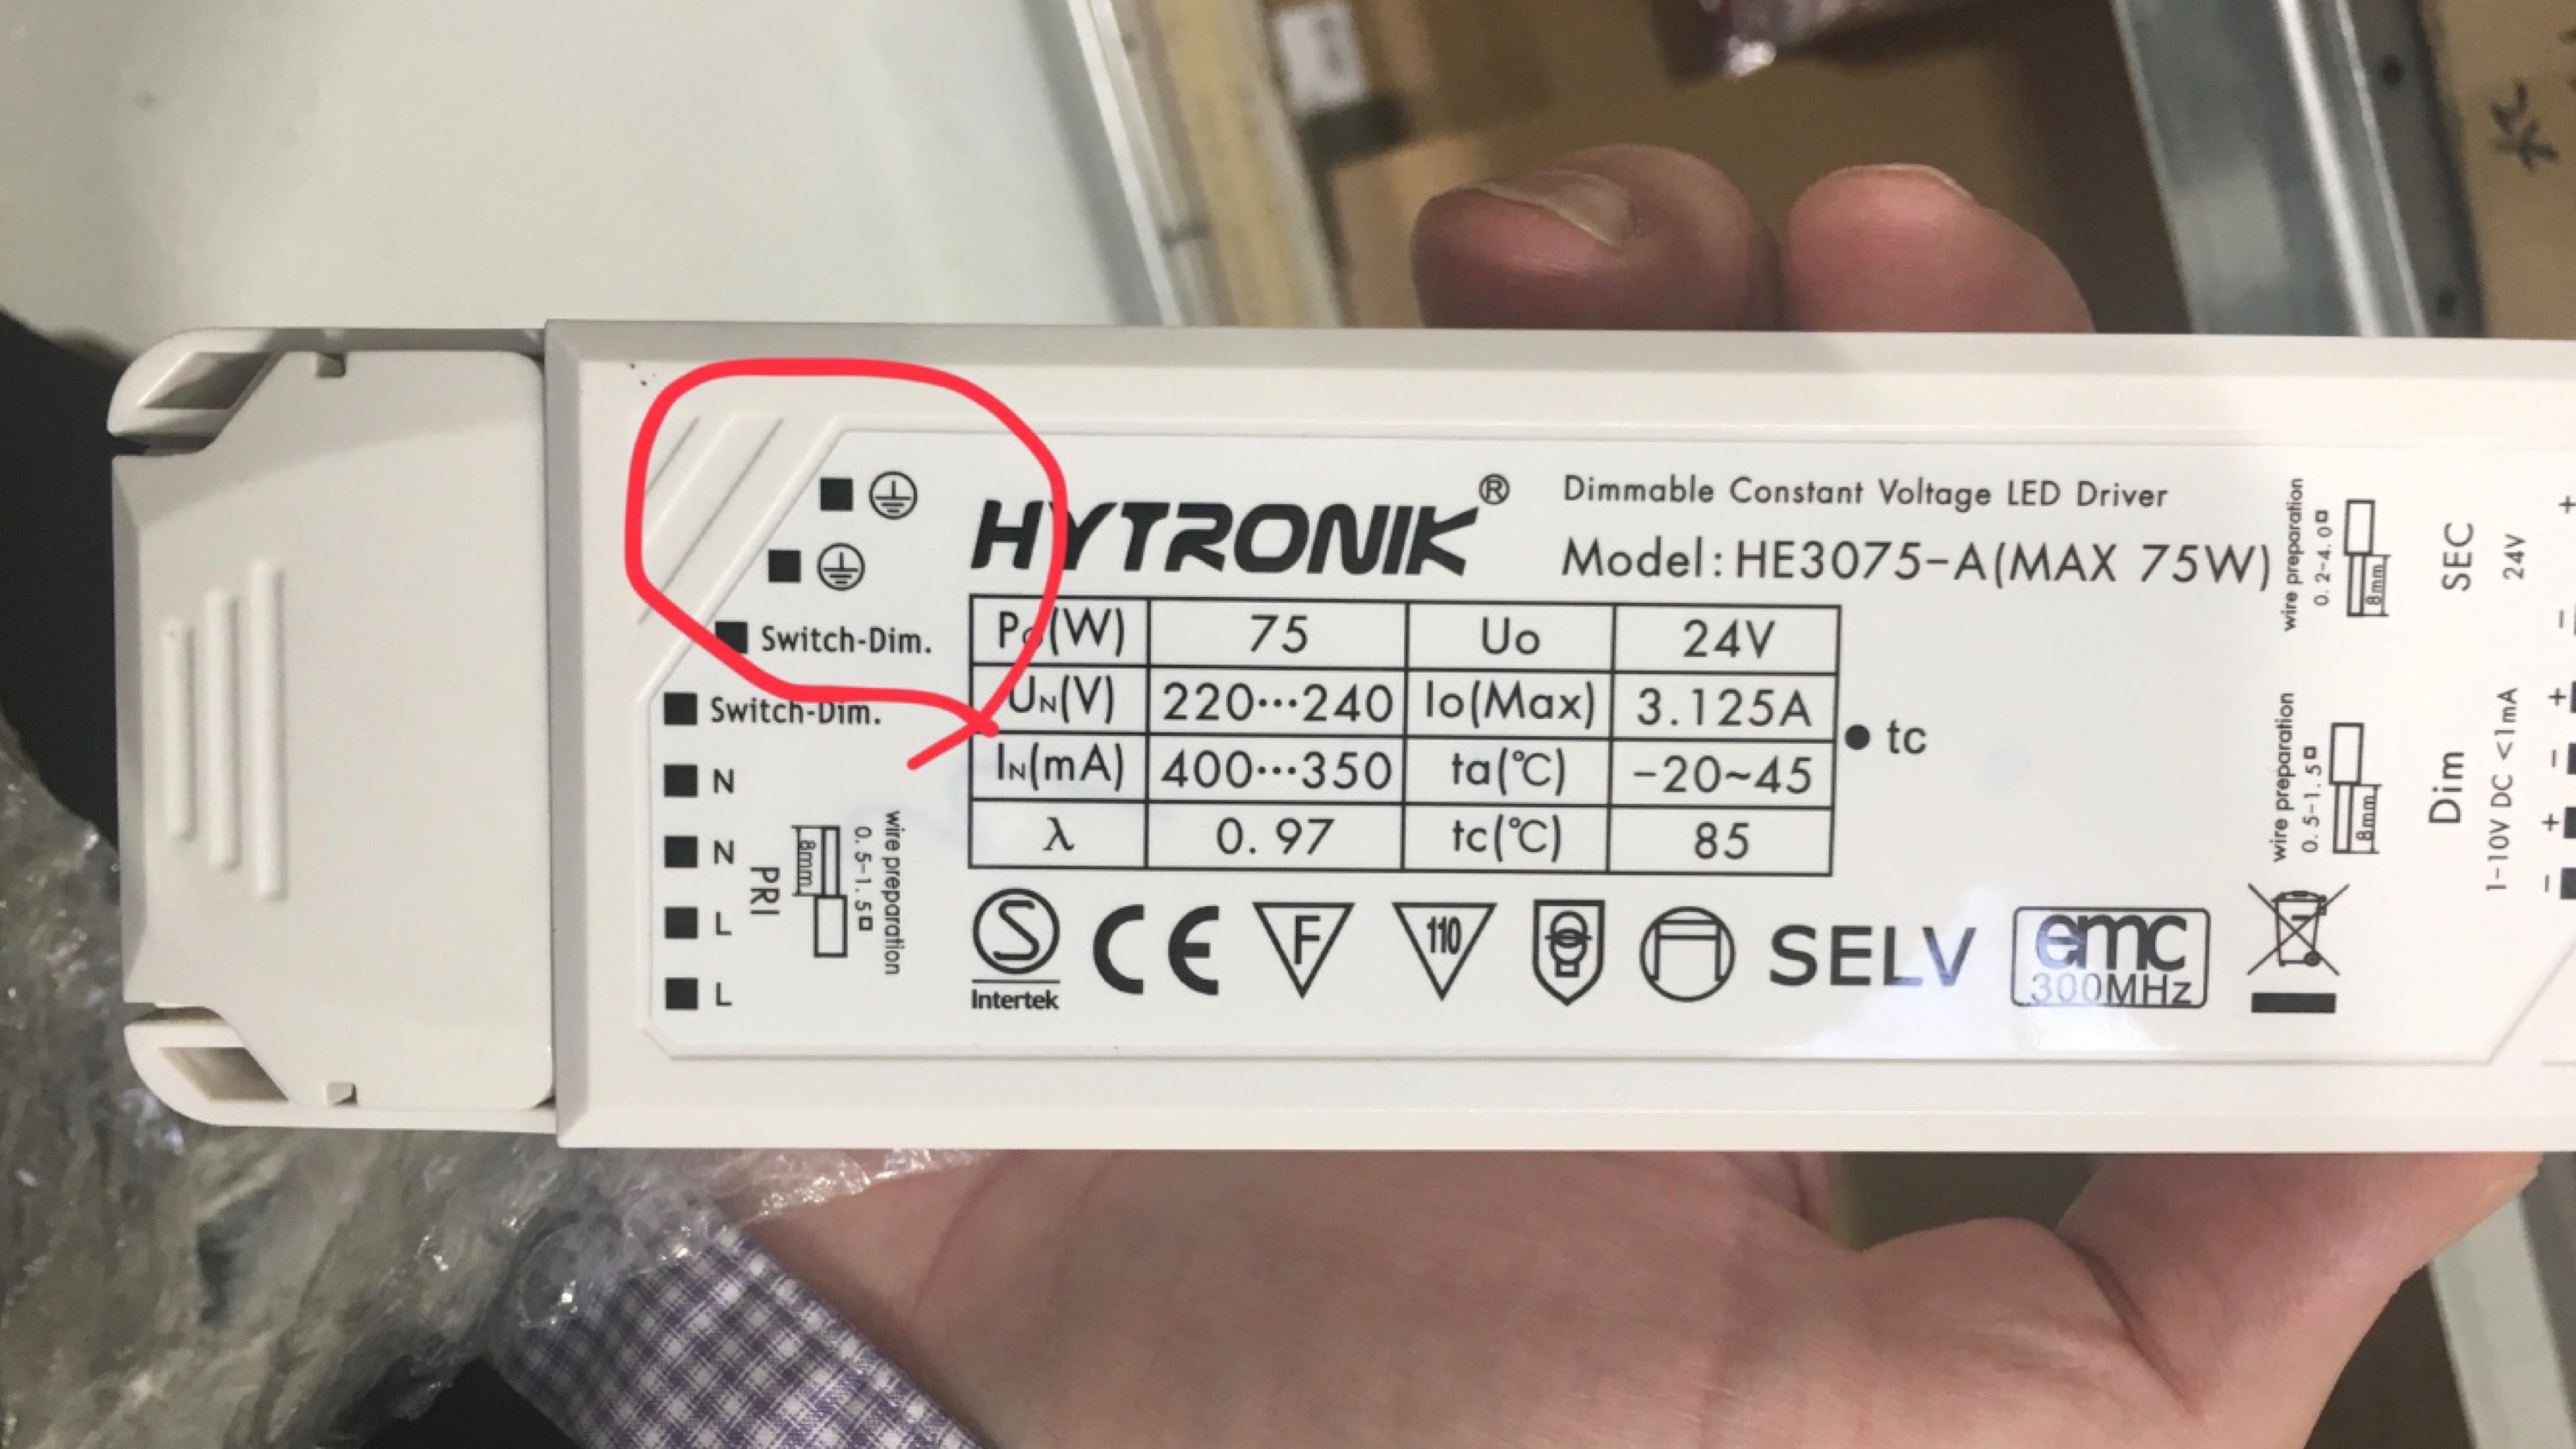 HYTRONIK®
Dimmable Constant Voltage LED Driver
Model: HE3075-A(MAX 75W)
Switch-Dim.
Switch-Dim.
N
N
L
L
PRI
8mm
0.5-1.5
wire preparation
Po(W) 75 Uo 24V
UN(V) 220···240 Io(Max) 3.125A
IN(mA) 400···350 ta(℃) -20~45
λ 0.97 tc(℃) 85
• tc
S
Intertek
CE
F
110
SELV
emc
300MHz
wire preparation
0.2-4.0
8mm
SEC
24V
+
-
wire preparation
0.5-1.5
8mm
Dim
1-10V DC <1mA
+
-
+
-